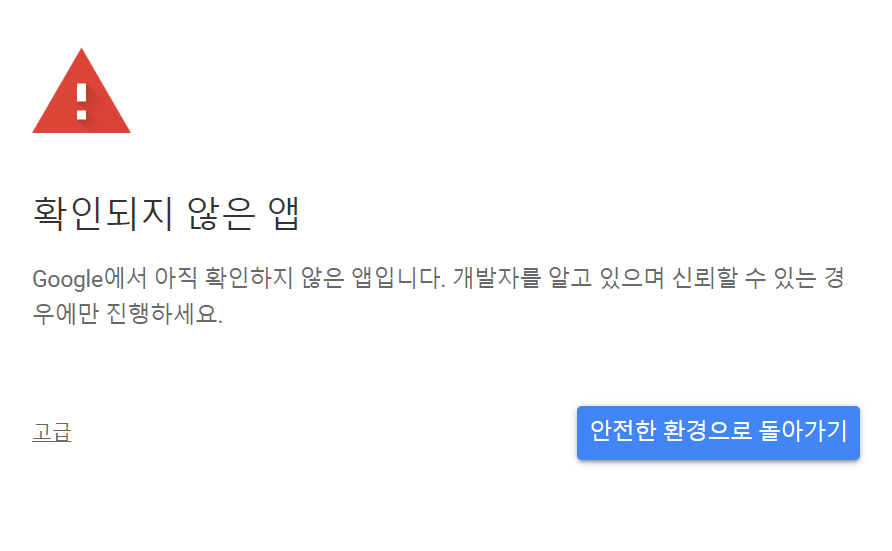 확인되지 않은 앱
Google에서 아직 확인하지 않은 앱입니다. 개발자를 알고 있으며 신뢰할 수 있는 경
우에만 진행하세요.
고급
안전한 환경으로 돌아가기